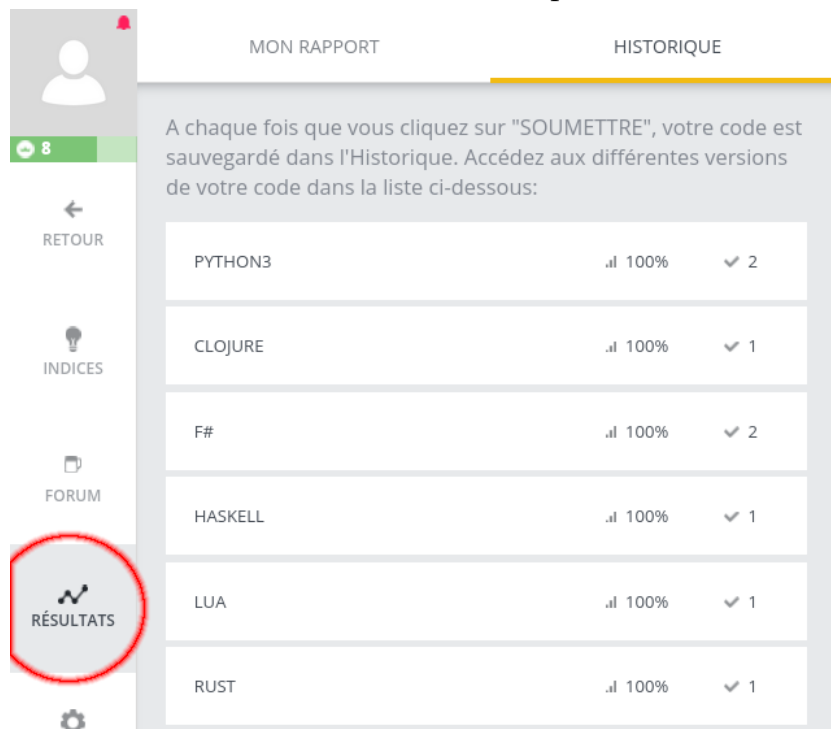 MON RAPPORT HISTORIQUE
A chaque fois que vous cliquez sur "SOUMETTRE", votre code est
sauvegardé dans l'Historique. Accédez aux différentes versions
de votre code dans la liste ci-dessous:
8
RETOUR
INDICES
FORUM
RÉSULTATS
PYTHON3 100% 2
CLOJURE 100% 1
F# 100% 2
HASKELL 100% 1
LUA 100% 1
RUST 100% 1